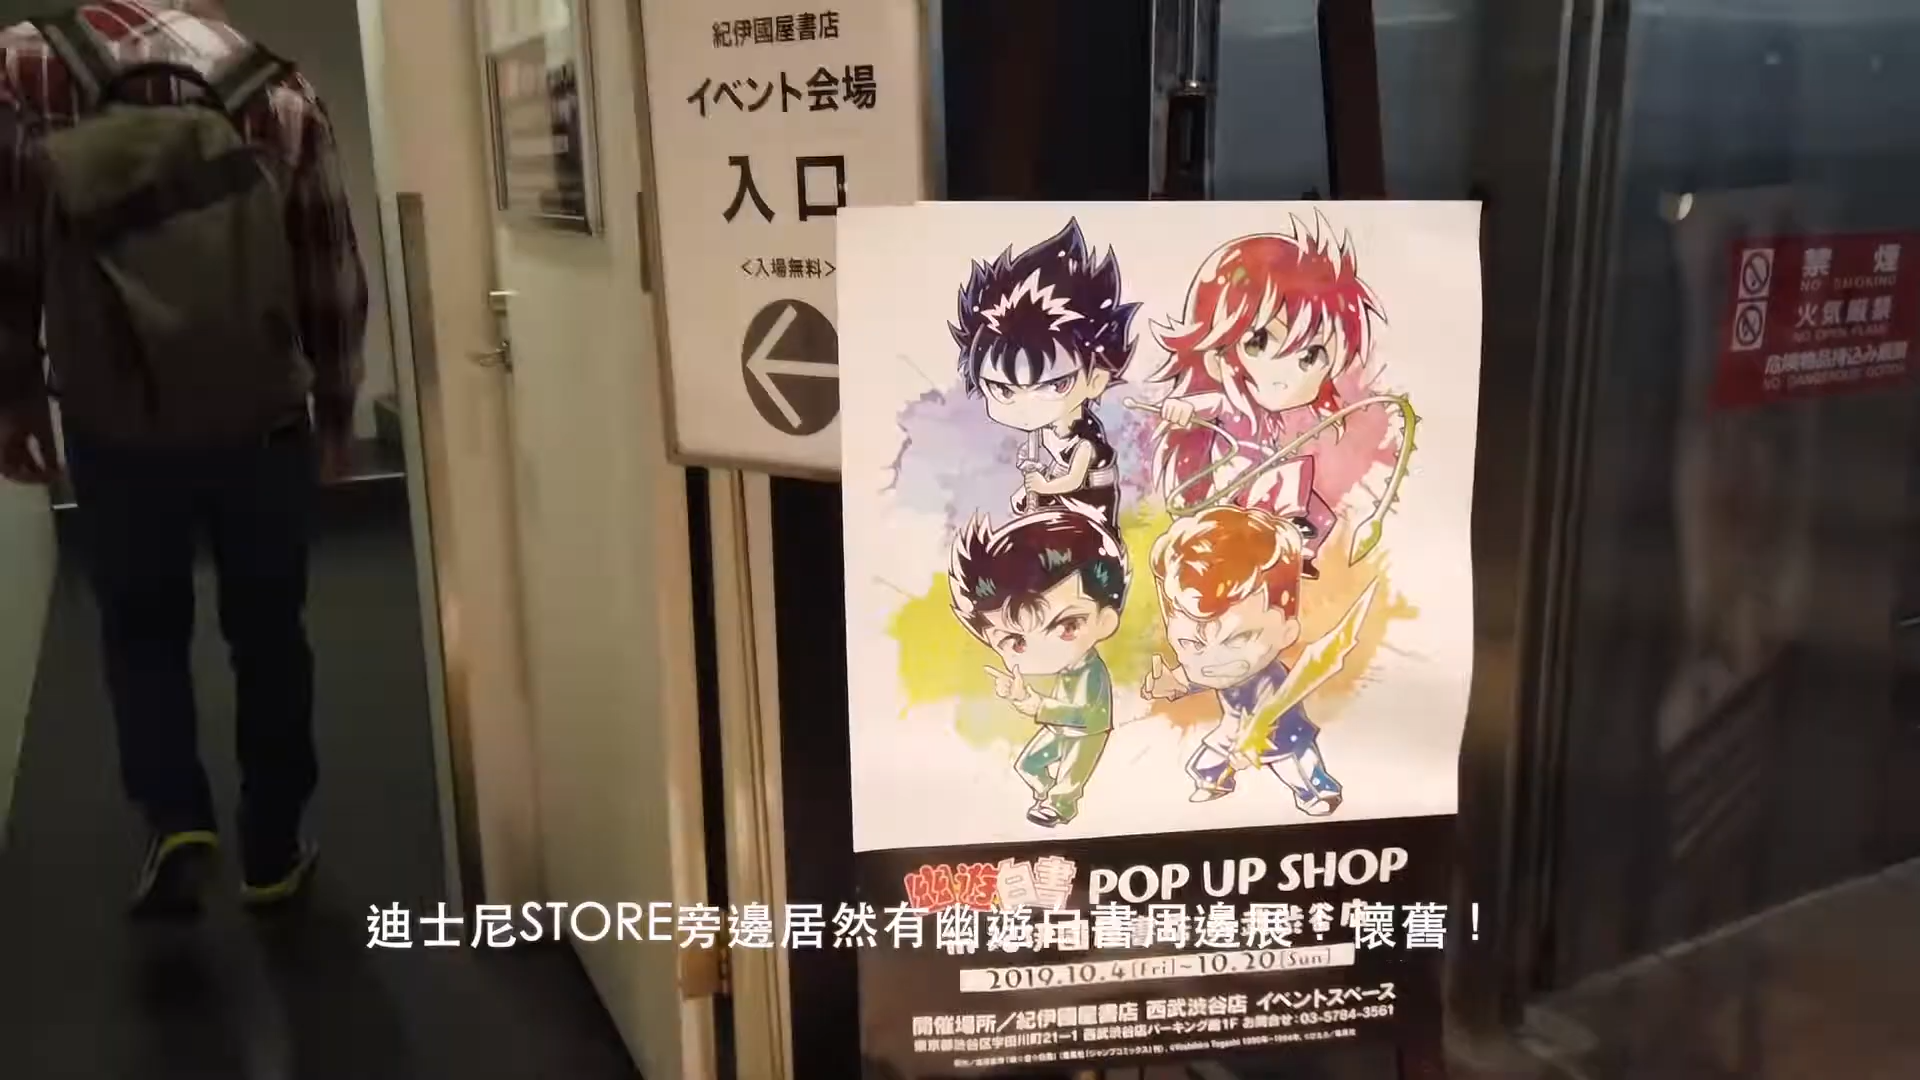 紀伊國屋書店
イベント会場
入口
<入場無料>
禁煙
NO SMOKING
火気厳禁
NO OPEN FLAME
危険物品持込み厳禁
NO DANGEROUS GOODS
幽遊白書 POP UP SHOP
迪士尼STORE旁邊居然有幽遊白書周邊展！懷舊！
2019.10.4[Fri]~10.20[Sun]
開催場所／紀伊國屋書店 西武渋谷店 イベントスペース
東京都渋谷区宇田川町21-1 西武渋谷店パーキング館1F お問合せ:03-5784-3561